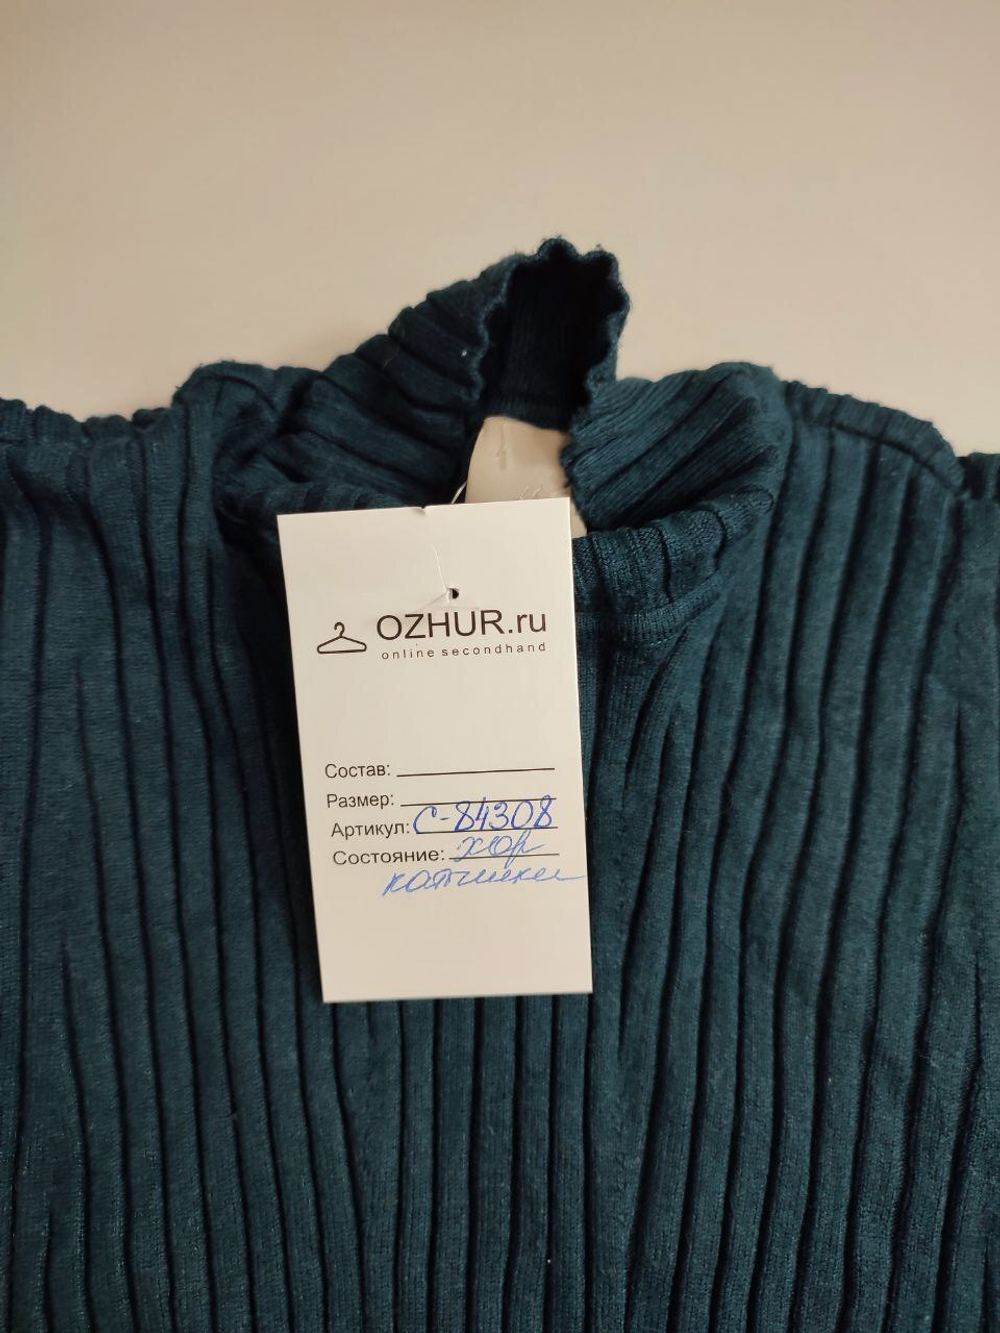 OZHUR.ru
online secondhand
Состав:
Размер:
Артикул: С-84308
Состояние: хор
катышки